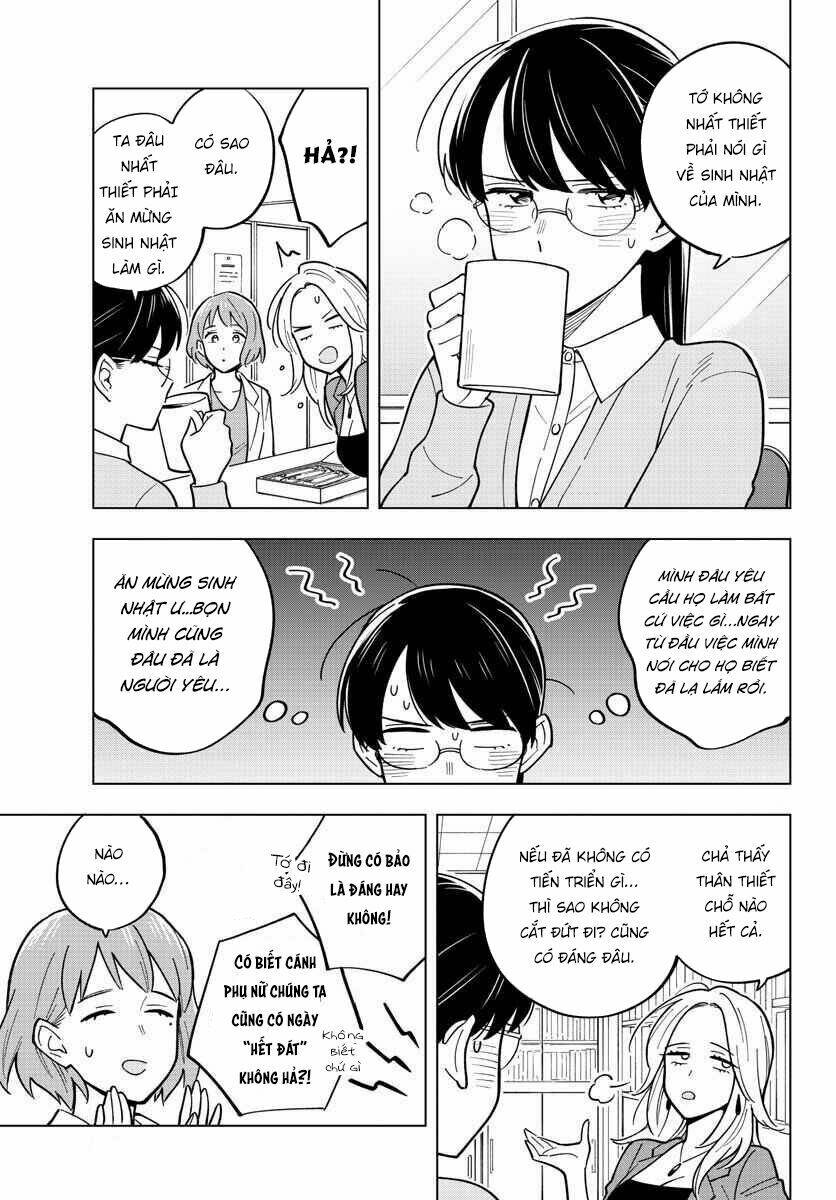 TỚ KHÔNG
NHẤT THIẾT
PHẢI NÓI GÌ
VỀ SINH NHẬT
CỦA MÌNH.
HẢ?!
CÓ SAO
ĐÂU.
TA ĐÂU
NHẤT
THIẾT PHẢI
ĂN MỪNG
SINH NHẬT
LÀM GÌ.
MÌNH ĐÂU YÊU
CẦU HỌ LÀM BẤT
CỨ VIỆC GÌ...NGAY
TỪ ĐẦU VIỆC MÌNH
NÓI CHO HỌ BIẾT
ĐÃ LẠ LẮM RỒI.
ĂN MỪNG SINH
NHẬT Ư...BỌN
MÌNH CŨNG
ĐÂU ĐÃ LÀ
NGƯỜI YÊU...
CHẢ THẤY
THÂN THIẾT
CHỖ NÀO
HẾT CẢ.
NẾU ĐÃ KHÔNG CÓ
TIẾN TRIỂN GÌ...
THÌ SAO KHÔNG
CẮT ĐỨT ĐI? CŨNG
CÓ ĐÁNG ĐÂU.
ĐỪNG CÓ BẢO
LÀ ĐÁNG HAY
KHÔNG!
Tớ đi
đây!
CÓ BIẾT CÁNH
PHỤ NỮ CHÚNG TA
CŨNG CÓ NGÀY
“HẾT ĐÁT”
KHÔNG HẢ?!
Không
biết
chứ gì
NÀO
NÀO...